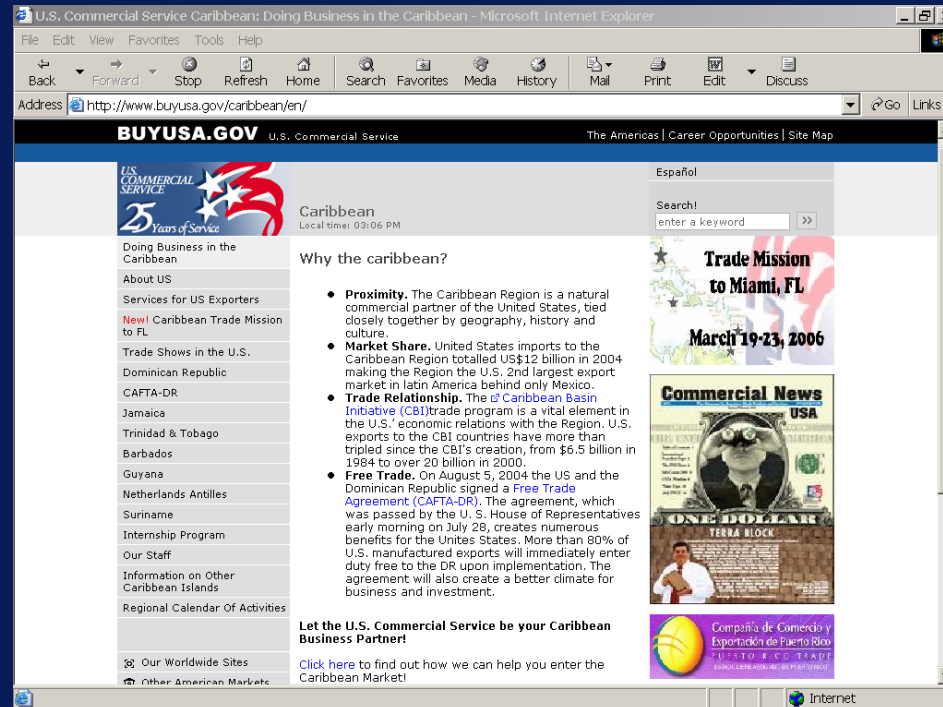 U.S. Commercial Service Caribbean: Doing Business in the Caribbean - Microsoft Internet Explorer
File Edit View Favorites Tools Help
Back Forward Stop Refresh Home Search Favorites Media History Mail Print Edit Discuss
Address http://www.buyusa.gov/caribbean/en/ Go Links
BUYUSA.GOV U.S. Commercial Service The Americas | Career Opportunities | Site Map
U.S.
COMMERCIAL
SERVICE
25 Years of Service
Caribbean
Local time: 03:06 PM
Español
Search!
enter a keyword >>
Doing Business in the
Caribbean
About US
Services for US Exporters
New! Caribbean Trade Mission
to FL
Trade Shows in the U.S.
Dominican Republic
CAFTA-DR
Jamaica
Trinidad & Tobago
Barbados
Guyana
Netherlands Antilles
Suriname
Internship Program
Our Staff
Information on Other
Caribbean Islands
Regional Calendar Of Activities
Our Worldwide Sites
Other American Markets
Why the caribbean?
• Proximity. The Caribbean Region is a natural
commercial partner of the United States, tied
closely together by geography, history and
culture.
• Market Share. United States imports to the
Caribbean Region totalled US$12 billion in 2004
making the Region the U.S. 2nd largest export
market in latin America behind only Mexico.
• Trade Relationship. The Caribbean Basin
Initiative (CBI)trade program is a vital element in
the U.S.' economic relations with the Region. U.S.
exports to the CBI countries have more than
tripled since the CBI's creation, from $6.5 billion in
1984 to over 20 billion in 2000.
• Free Trade. On August 5, 2004 the US and the
Dominican Republic signed a Free Trade
Agreement (CAFTA-DR). The agreement, which
was passed by the U. S. House of Representatives
early morning on July 28, creates numerous
benefits for the Unites States. More than 80% of
U.S. manufactured exports will immediately enter
duty free to the DR upon implementation. The
agreement will also create a better climate for
business and investment.
Let the U.S. Commercial Service be your Caribbean
Business Partner!
Click here to find out how we can help you enter the
Caribbean Market!
Trade Mission
to Miami, FL
March 19-23, 2006
Commercial News
USA
ONE DOLLAR
TERRA BLOCK
Compañía de Comercio y
Exportación de Puerto Rico
PUERTO RICO TRADE
Internet